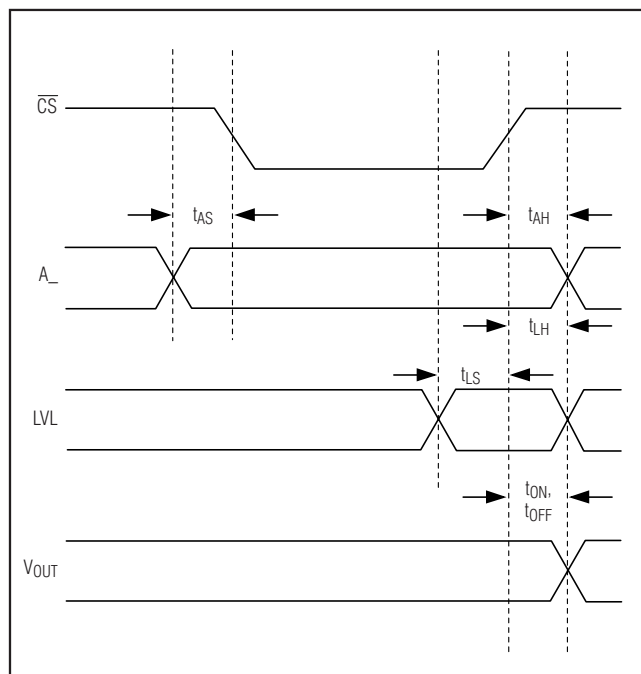 CS
tAS
tAH
A_
tLH
tLS
LVL
tON,
tOFF
VOUT